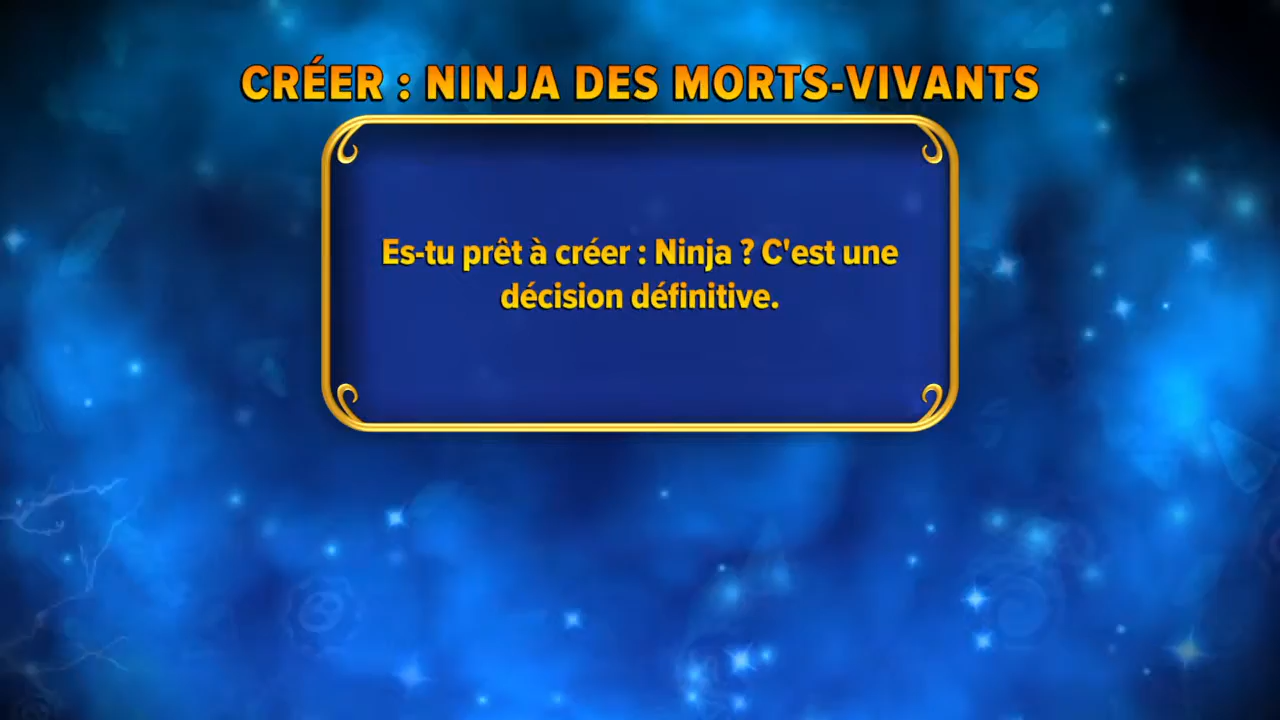 CRÉER : NINJA DES MORTS-VIVANTS
Es-tu prêt à créer : Ninja ? C'est une
décision définitive.